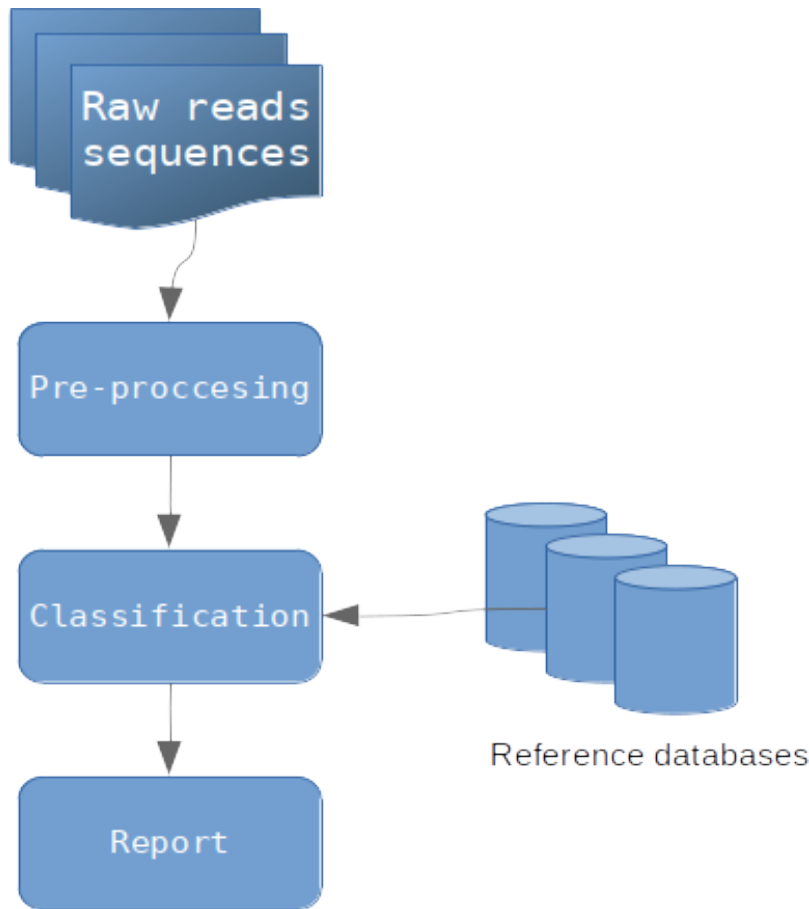 Raw reads
sequences
Pre-proccesing
Classification
Reference databases
Report